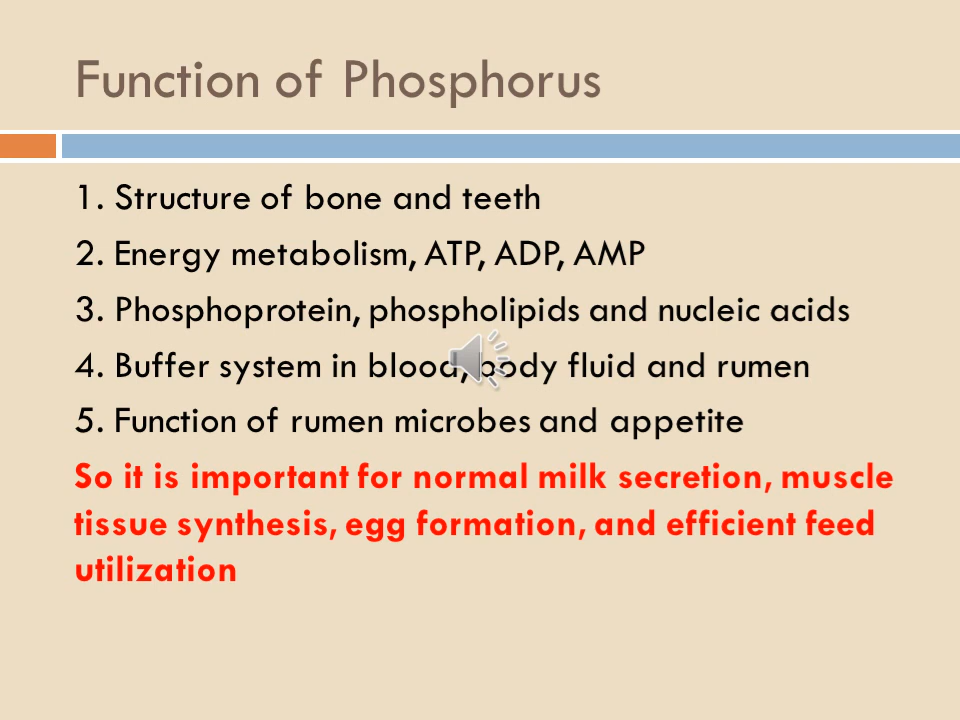 Function of Phosphorus
1. Structure of bone and teeth
2. Energy metabolism, ATP, ADP, AMP
3. Phosphoprotein, phospholipids and nucleic acids
4. Buffer system in blood, body fluid and rumen
5. Function of rumen microbes and appetite
So it is important for normal milk secretion, muscle
tissue synthesis, egg formation, and efficient feed
utilization